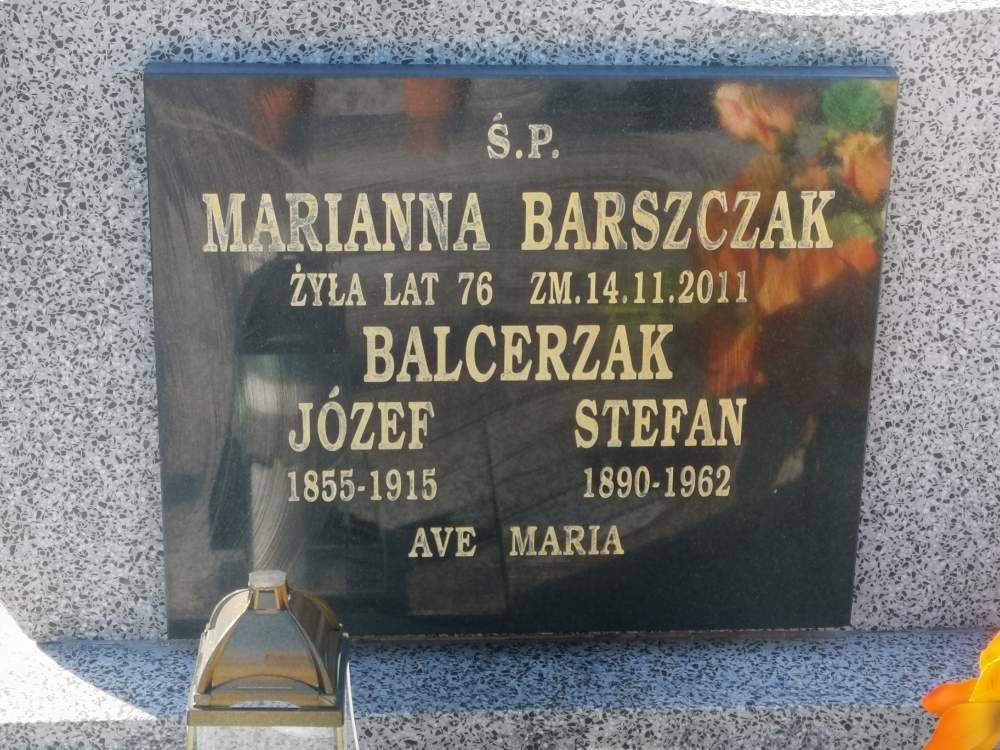 Ś.P.
MARIANNA BARSZCZAK
ŻYŁA LAT 76 ZM.14.11.2011
BALCERZAK
JÓZEF STEFAN
1855-1915 1890-1962
AVE MARIA